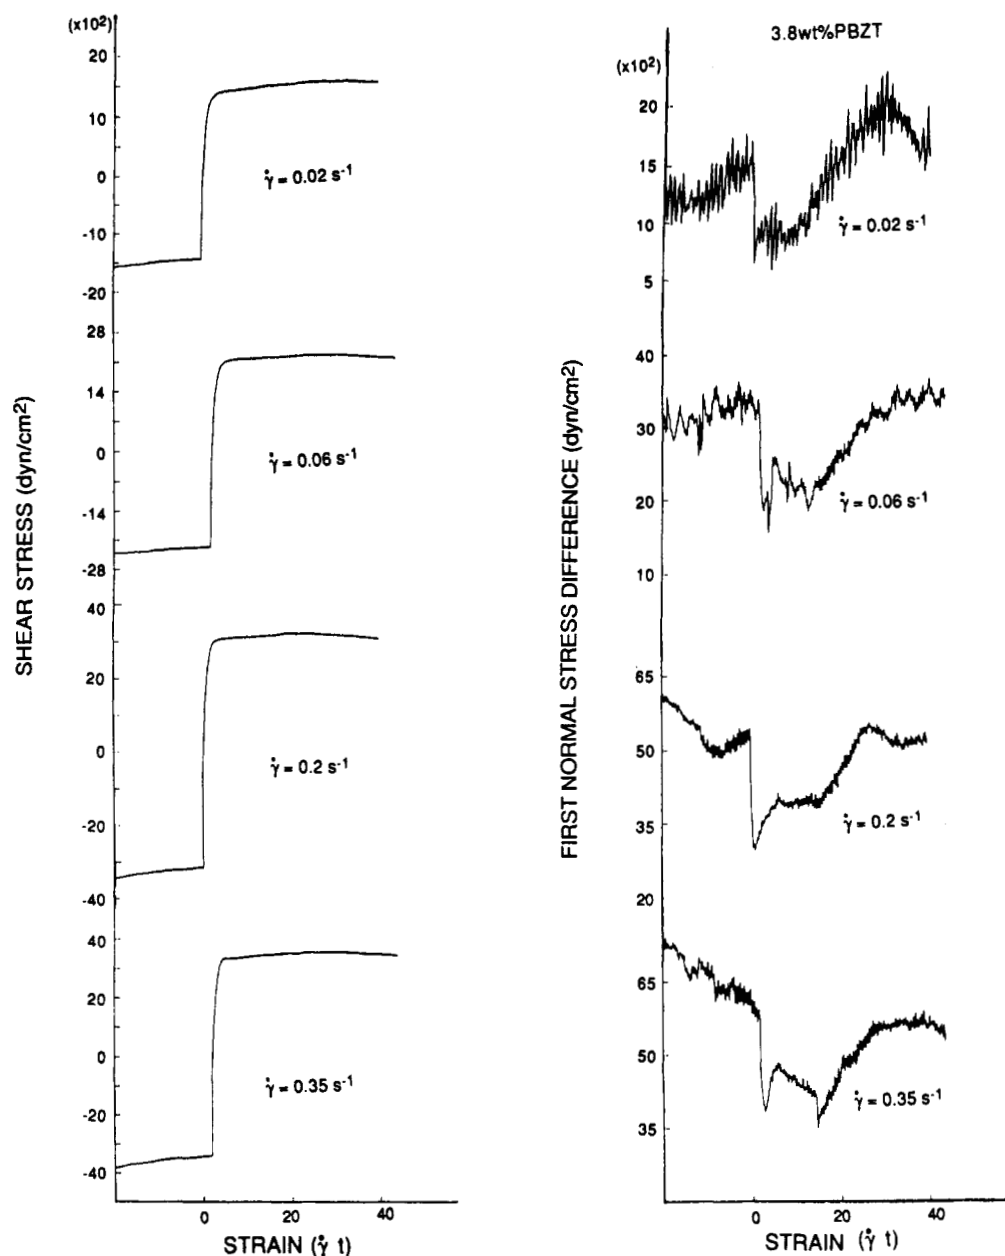 (x10²)
20
10
0
-10
-20
γ̇ = 0.02 s⁻¹
28
14
0
-14
-28
γ̇ = 0.06 s⁻¹
40
20
0
-20
-40
γ̇ = 0.2 s⁻¹
40
20
0
-20
-40
γ̇ = 0.35 s⁻¹
0 20 40
STRAIN (γ̇ t)
SHEAR STRESS (dyn/cm²)
3.8wt%PBZT
(x10²)
20
15
10
5
γ̇ = 0.02 s⁻¹
40
30
20
10
γ̇ = 0.06 s⁻¹
65
50
35
20
γ̇ = 0.2 s⁻¹
65
50
35
γ̇ = 0.35 s⁻¹
0 20 40
STRAIN (γ̇ t)
FIRST NORMAL STRESS DIFFERENCE (dyn/cm²)